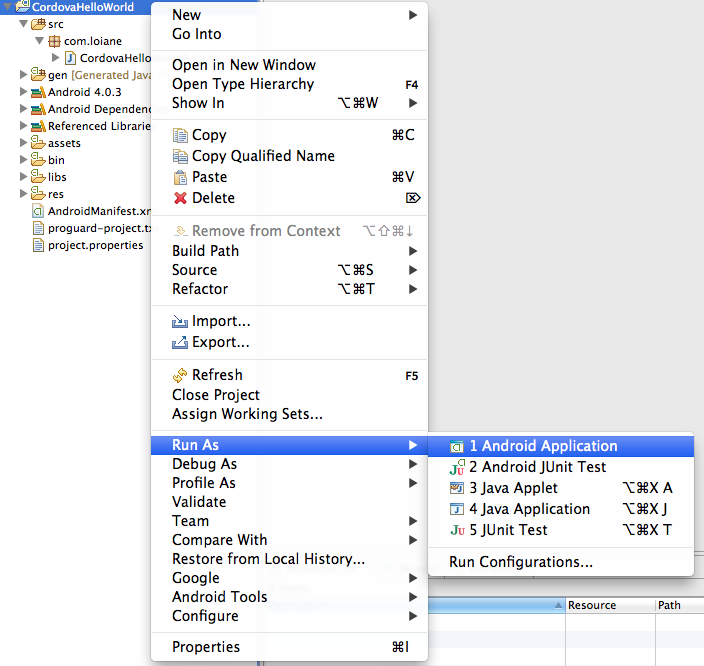 CordovaHelloWorld
src
com.loiane
CordovaHello
gen [Generated Java
Android 4.0.3
Android Dependenc
Referenced Librarie
assets
bin
libs
res
AndroidManifest.xm
proguard-project.tx
project.properties
New
Go Into
Open in New Window
Open Type Hierarchy F4
Show In ⌥⌘W
Copy ⌘C
Copy Qualified Name
Paste ⌘V
Delete ⌦
Remove from Context ⌥⇧⌘↓
Build Path
Source ⌥⌘S
Refactor ⌥⌘T
Import...
Export...
Refresh F5
Close Project
Assign Working Sets...
Run As
Debug As
Profile As
Validate
Team
Compare With
Restore from Local History...
Google
Android Tools
Configure
Properties ⌘I
1 Android Application
2 Android JUnit Test
3 Java Applet ⌥⌘X A
4 Java Application ⌥⌘X J
5 JUnit Test ⌥⌘X T
Run Configurations...
Resource Path